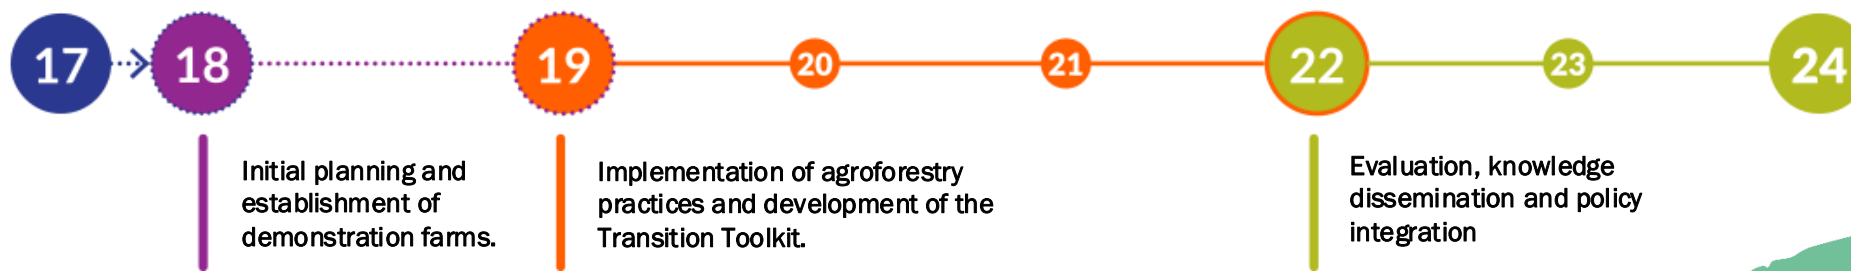 17 18 19 20 21 22 23 24
Initial planning and
establishment of
demonstration farms.
Implementation of agroforestry
practices and development of the
Transition Toolkit.
Evaluation, knowledge
dissemination and policy
integration